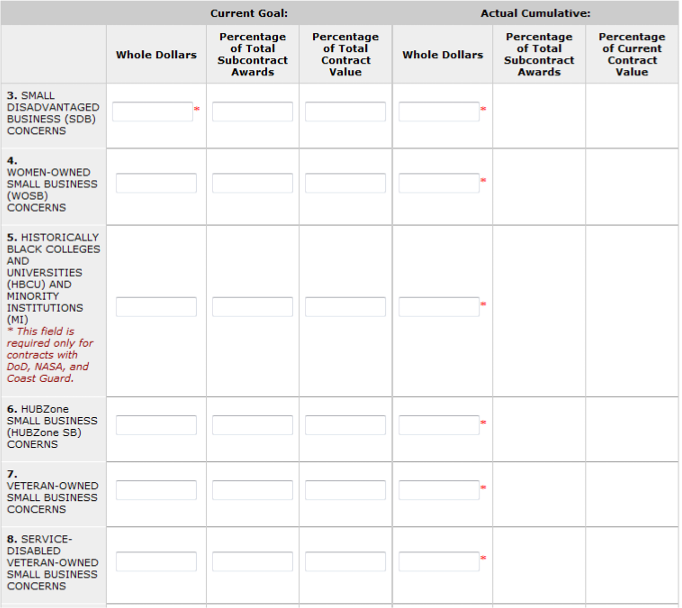 Current Goal:
Actual Cumulative:
Whole Dollars
Percentage
of Total
Subcontract
Awards
Percentage
of Total
Contract
Value
Whole Dollars
Percentage
of Total
Subcontract
Awards
Percentage
of Current
Contract
Value
3. SMALL
DISADVANTAGED
BUSINESS (SDB)
CONCERNS
*
*
4.
WOMEN-OWNED
SMALL BUSINESS
(WOSB)
CONCERNS
*
5. HISTORICALLY
BLACK COLLEGES
AND
UNIVERSITIES
(HBCU) AND
MINORITY
INSTITUTIONS
(MI)
* This field is
required only for
contracts with
DoD, NASA, and
Coast Guard.
*
6. HUBZone
SMALL BUSINESS
(HUBZone SB)
CONERNS
*
7.
VETERAN-OWNED
SMALL BUSINESS
CONCERNS
*
8. SERVICE-
DISABLED
VETERAN-OWNED
SMALL BUSINESS
CONCERNS
*